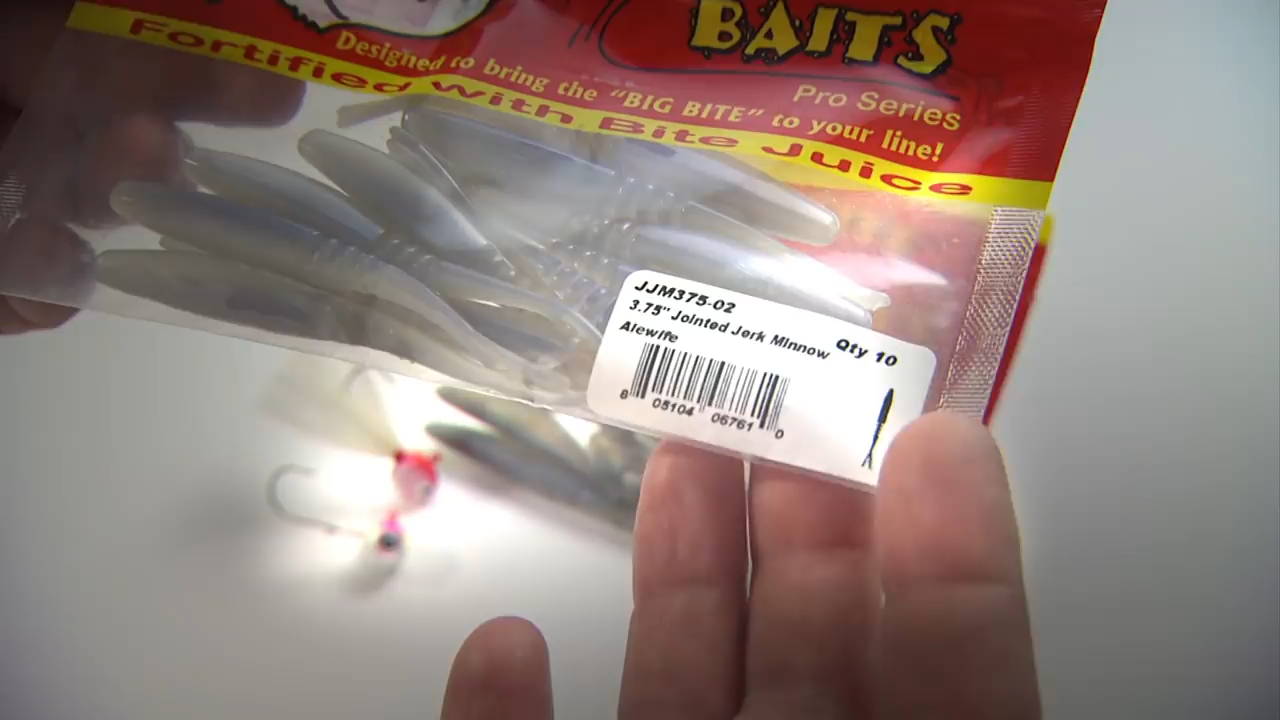 BAITS
Pro Series
Designed to bring the "BIG BITE" to your line!
Fortified with Bite Juice
JJM375-02
3.75" Jointed Jerk Minnow
Alewife
Qty 10
8 05104 06761 0